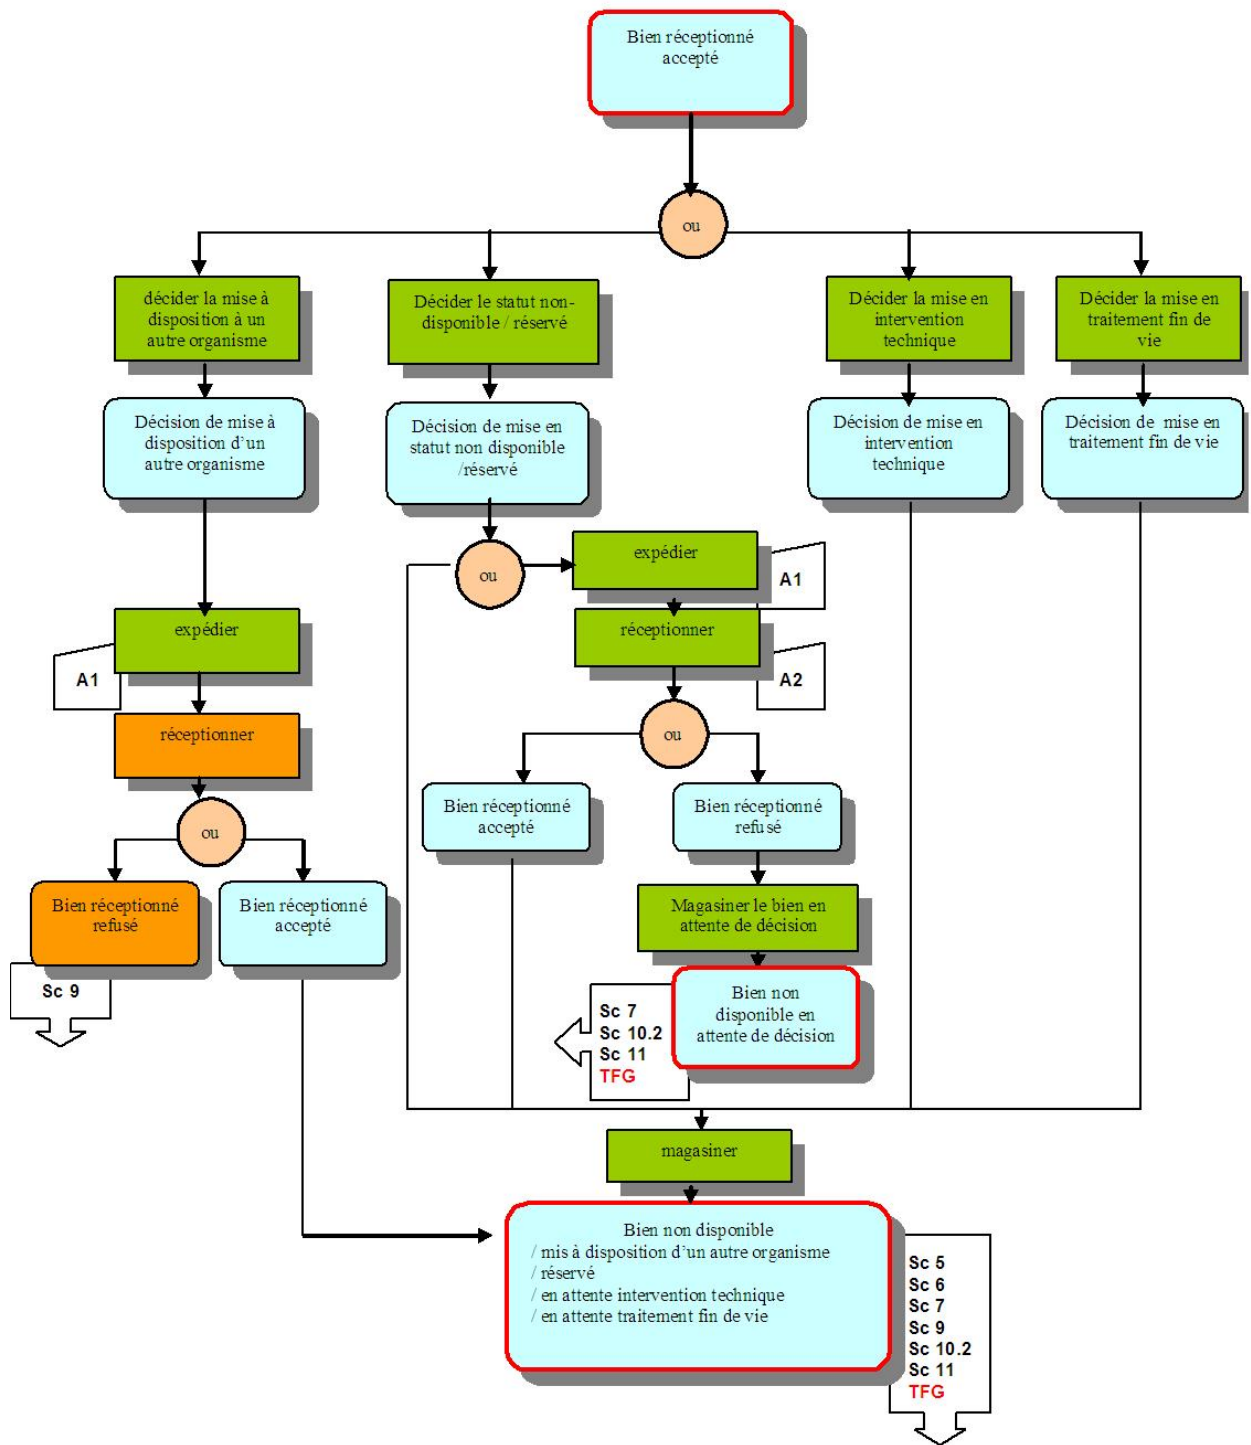 Bien réceptionné
accepté
ou
décider la mise à
disposition à un
autre organisme
Décider le statut non-
disponible / réservé
Décider la mise en
intervention
technique
Décider la mise en
traitement fin de
vie
Décision de mise à
disposition d'un
autre organisme
Décision de mise en
statut non disponible
/réservé
Décision de mise en
intervention
technique
Décision de mise en
traitement fin de vie
ou
expédier
A1
réceptionner
A2
expédier
A1
réceptionner
ou
ou
Bien réceptionné
accepté
Bien réceptionné
refusé
Bien réceptionné
refusé
Bien réceptionné
accepté
Sc 9
Magasiner le bien en
attente de décision
Bien non
disponible en
attente de décision
Sc 7
Sc 10.2
Sc 11
TFG
magasiner
Bien non disponible
/ mis à disposition d'un autre organisme
/ réservé
/ en attente intervention technique
/ en attente traitement fin de vie
Sc 5
Sc 6
Sc 7
Sc 9
Sc 10.2
Sc 11
TFG